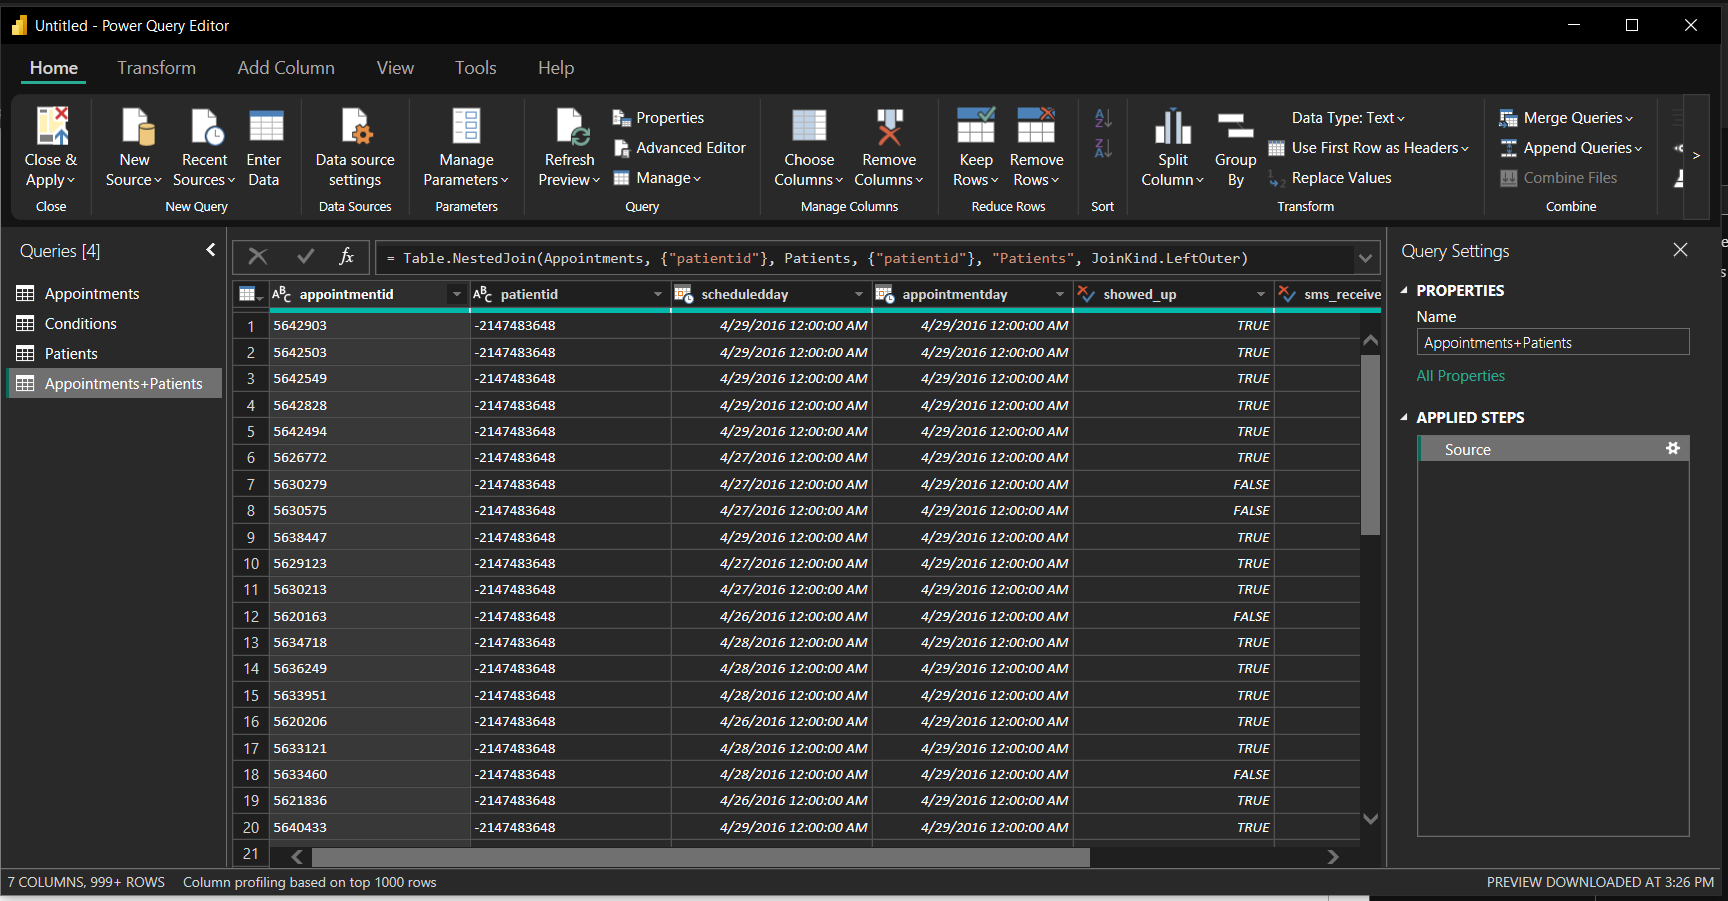 Untitled - Power Query Editor
Home Transform Add Column View Tools Help
Close & Apply
Close
New Source
Recent Sources
Enter Data
New Query
Data source settings
Data Sources
Manage Parameters
Parameters
Refresh Preview
Properties
Advanced Editor
Manage
Query
Choose Columns
Remove Columns
Manage Columns
Keep Rows
Remove Rows
Reduce Rows
A
Z
Z
A
Sort
Split Column
Group By
Data Type: Text
Use First Row as Headers
1
2
Replace Values
Transform
Merge Queries
Append Queries
Combine Files
Combine
Queries [4]
Appointments
Conditions
Patients
Appointments+Patients
fx = Table.NestedJoin(Appointments, {"patientid"}, Patients, {"patientid"}, "Patients", JoinKind.LeftOuter)
ABC appointmentid ABC patientid scheduledday appointmentday showed_up sms_receive
1 5642903 -2147483648 4/29/2016 12:00:00 AM 4/29/2016 12:00:00 AM TRUE
2 5642503 -2147483648 4/29/2016 12:00:00 AM 4/29/2016 12:00:00 AM TRUE
3 5642549 -2147483648 4/29/2016 12:00:00 AM 4/29/2016 12:00:00 AM TRUE
4 5642828 -2147483648 4/29/2016 12:00:00 AM 4/29/2016 12:00:00 AM TRUE
5 5642494 -2147483648 4/29/2016 12:00:00 AM 4/29/2016 12:00:00 AM TRUE
6 5626772 -2147483648 4/27/2016 12:00:00 AM 4/29/2016 12:00:00 AM TRUE
7 5630279 -2147483648 4/27/2016 12:00:00 AM 4/29/2016 12:00:00 AM FALSE
8 5630575 -2147483648 4/27/2016 12:00:00 AM 4/29/2016 12:00:00 AM FALSE
9 5638447 -2147483648 4/29/2016 12:00:00 AM 4/29/2016 12:00:00 AM TRUE
10 5629123 -2147483648 4/27/2016 12:00:00 AM 4/29/2016 12:00:00 AM TRUE
11 5630213 -2147483648 4/27/2016 12:00:00 AM 4/29/2016 12:00:00 AM TRUE
12 5620163 -2147483648 4/26/2016 12:00:00 AM 4/29/2016 12:00:00 AM FALSE
13 5634718 -2147483648 4/28/2016 12:00:00 AM 4/29/2016 12:00:00 AM TRUE
14 5636249 -2147483648 4/28/2016 12:00:00 AM 4/29/2016 12:00:00 AM TRUE
15 5633951 -2147483648 4/28/2016 12:00:00 AM 4/29/2016 12:00:00 AM TRUE
16 5620206 -2147483648 4/26/2016 12:00:00 AM 4/29/2016 12:00:00 AM TRUE
17 5633121 -2147483648 4/28/2016 12:00:00 AM 4/29/2016 12:00:00 AM TRUE
18 5633460 -2147483648 4/28/2016 12:00:00 AM 4/29/2016 12:00:00 AM FALSE
19 5621836 -2147483648 4/26/2016 12:00:00 AM 4/29/2016 12:00:00 AM TRUE
20 5640433 -2147483648 4/29/2016 12:00:00 AM 4/29/2016 12:00:00 AM TRUE
21
Query Settings
PROPERTIES
Name
Appointments+Patients
All Properties
APPLIED STEPS
Source
7 COLUMNS, 999+ ROWS Column profiling based on top 1000 rows
PREVIEW DOWNLOADED AT 3:26 PM